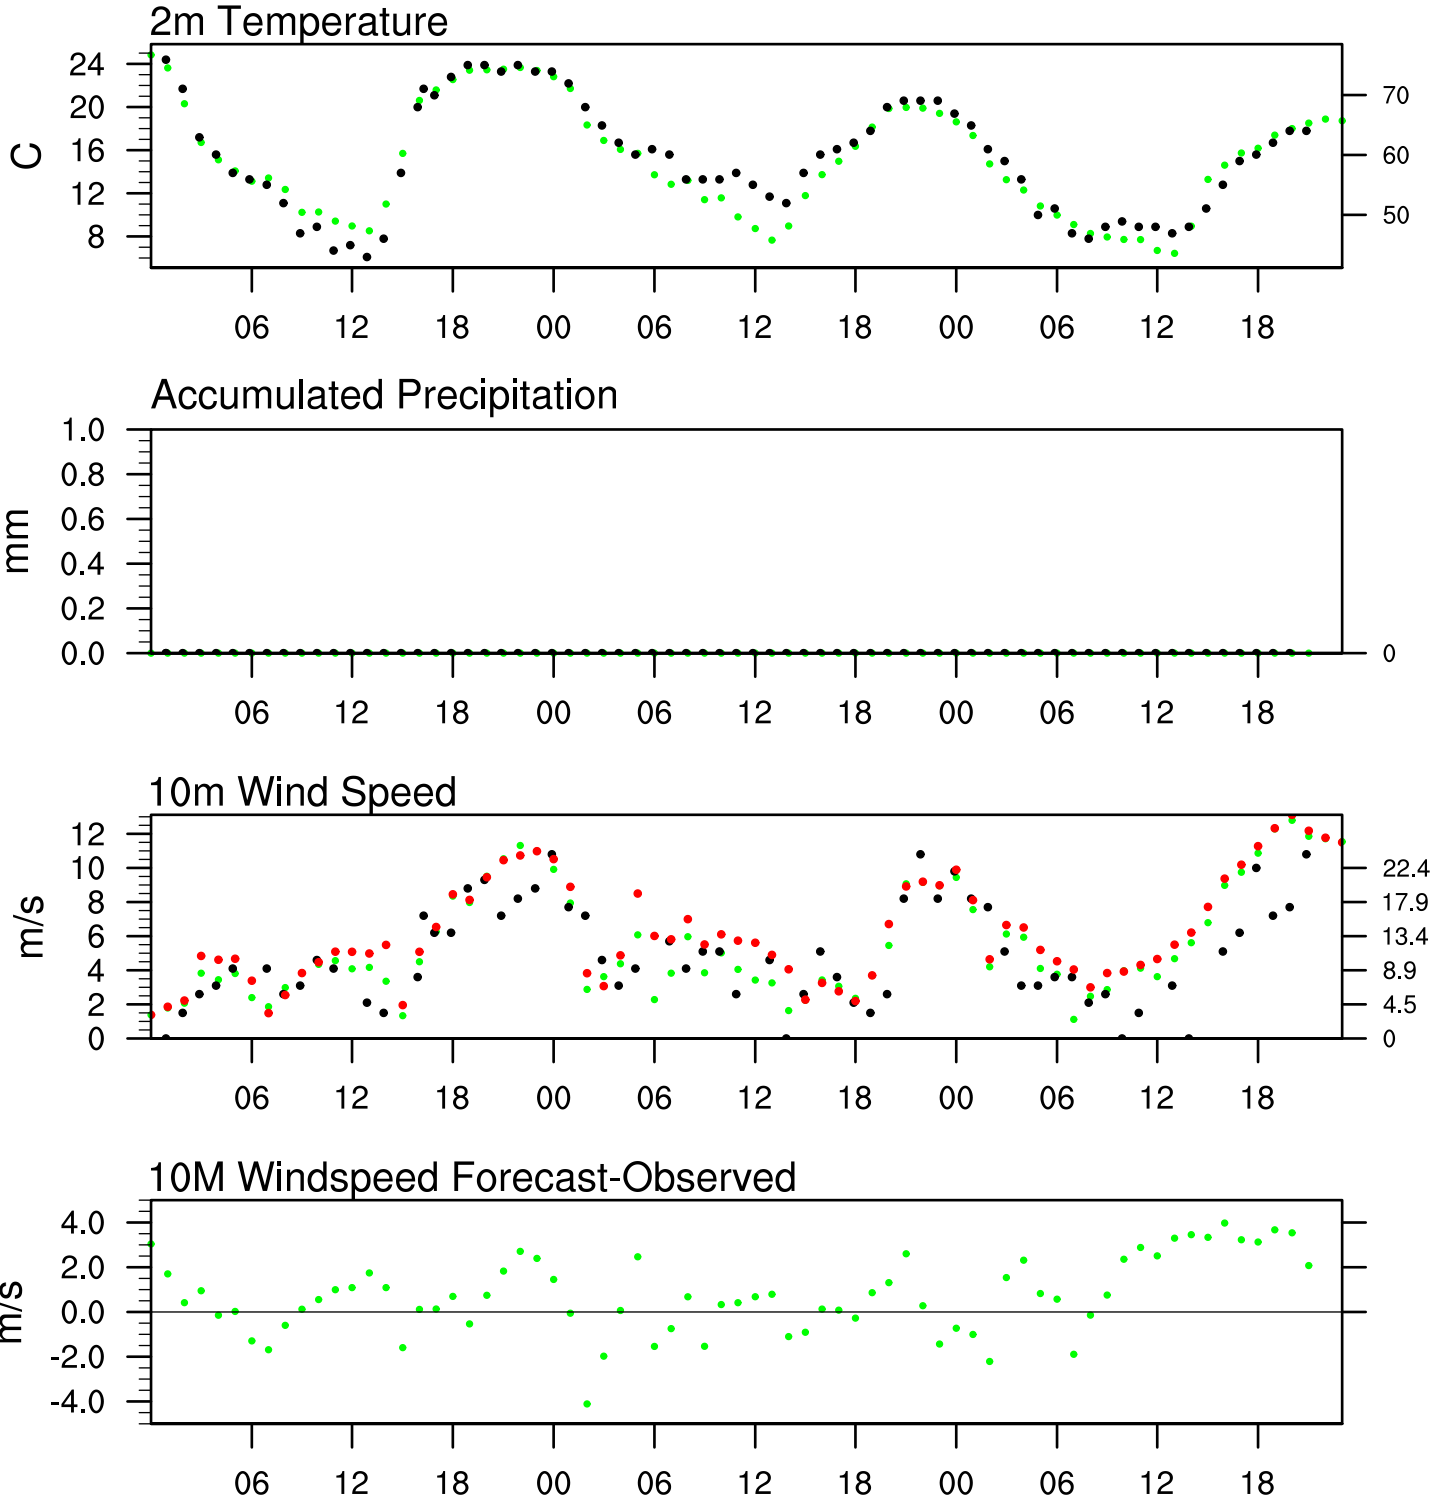 2m Temperature
C
24
20
16
12
8
70
60
50
06 12 18 00 06 12 18 00 06 12 18
Accumulated Precipitation
mm
1.0
0.8
0.6
0.4
0.2
0.0
0
06 12 18 00 06 12 18 00 06 12 18
10m Wind Speed
m/s
12
10
8
6
4
2
0
22.4
17.9
13.4
8.9
4.5
0
06 12 18 00 06 12 18 00 06 12 18
10M Windspeed Forecast-Observed
m/s
4.0
2.0
0.0
-2.0
-4.0
06 12 18 00 06 12 18 00 06 12 18